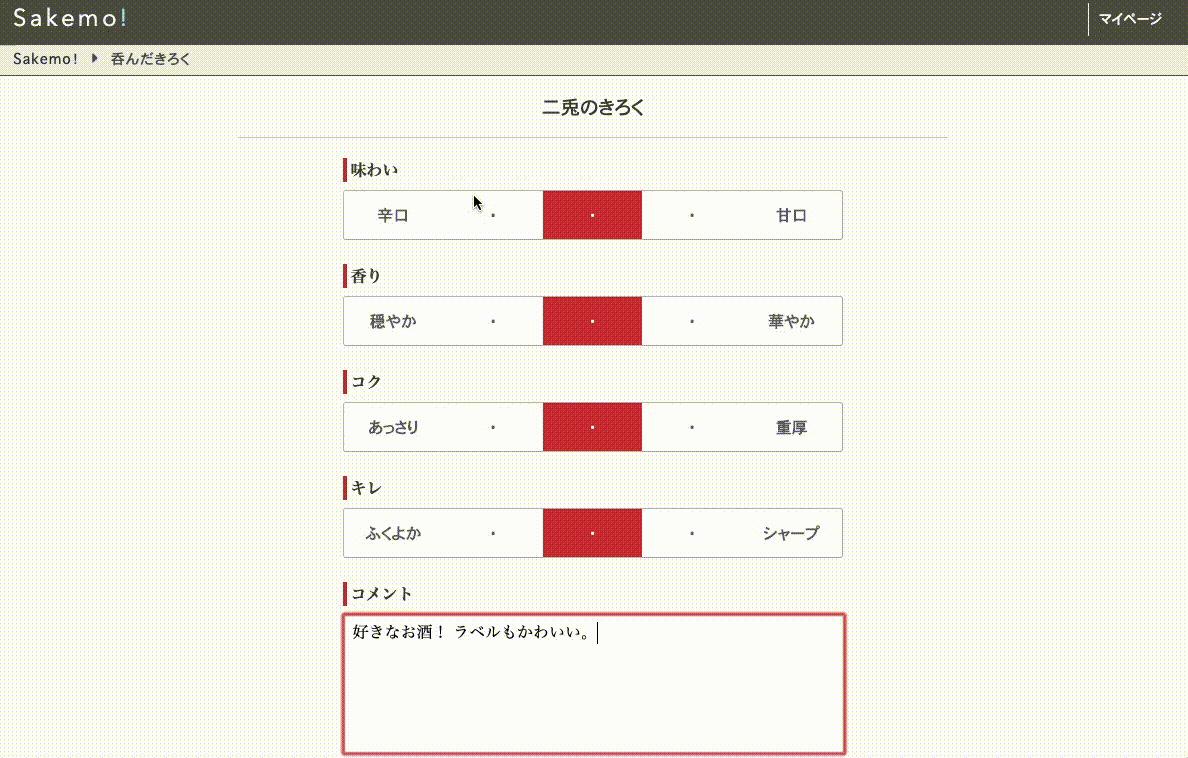 Sakemo! マイページ
Sakemo! 呑んだきろく
二兎のきろく
味わい
辛口 ・ ・ ・ 甘口
香り
穏やか ・ ・ ・ 華やか
コク
あっさり ・ ・ ・ 重厚
キレ
ふくよか ・ ・ ・ シャープ
コメント
好きなお酒！ ラベルもかわいい。